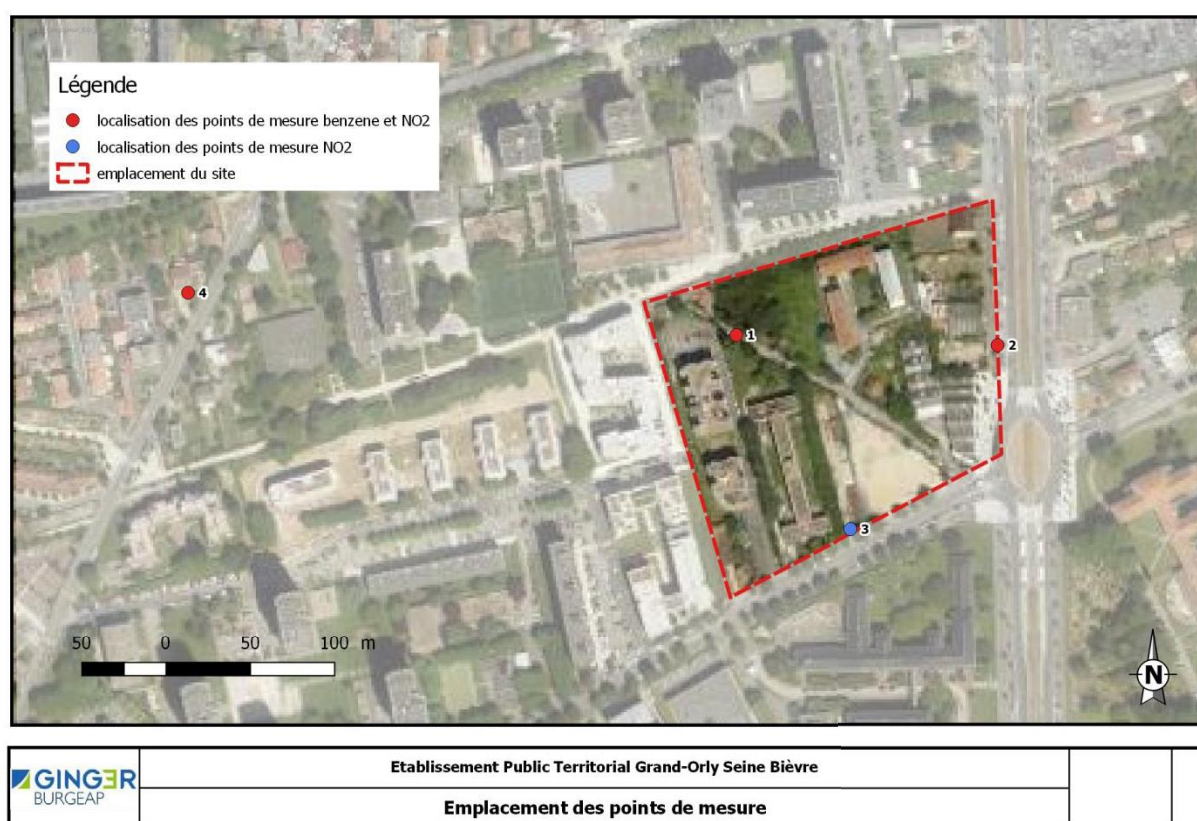 Légende
localisation des points de mesure benzene et NO2
localisation des points de mesure NO2
emplacement du site
4
1
2
3
50 0 50 100 m
N
GINGER
BURGEAP
Etablissement Public Territorial Grand-Orly Seine Bièvre
Emplacement des points de mesure